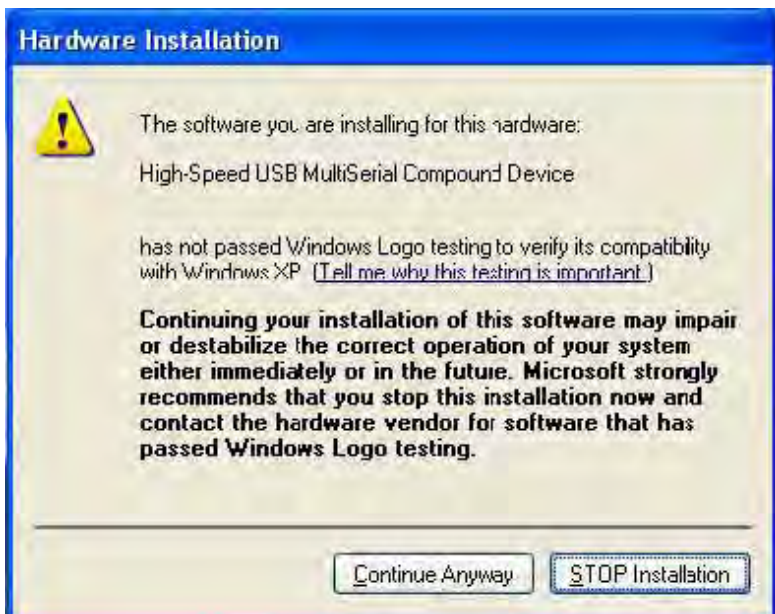 Hardware Installation
The software you are installing for this hardware:
High-Speed USB MultiSerial Compound Device
has not passed Windows Logo testing to verify its compatibility
with Windows XP. (Tell me why this testing is important.)
Continuing your installation of this software may impair
or destabilize the correct operation of your system
either immediately or in the future. Microsoft strongly
recommends that you stop this installation now and
contact the hardware vendor for software that has
passed Windows Logo testing.
Continue Anyway
STOP Installation